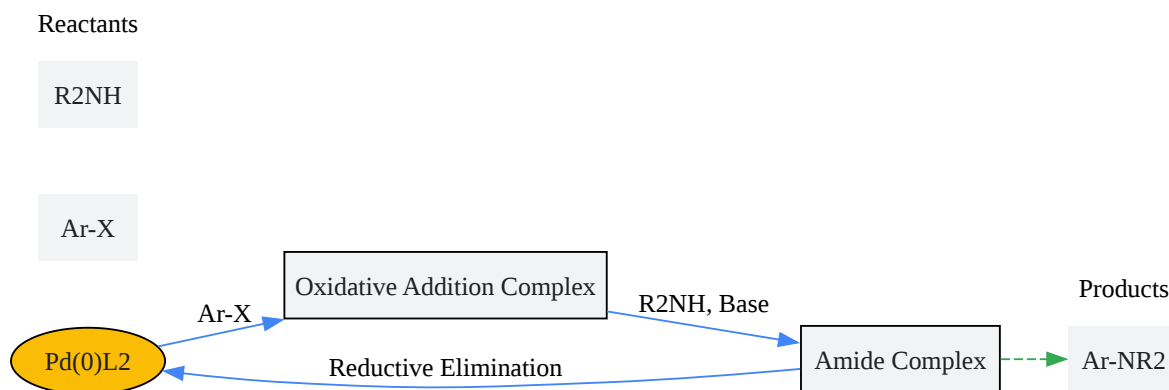 Reactants
R2NH
Ar-X
Oxidative Addition Complex
Ar-X
R2NH, Base
Products
Pd(0)L2
Reductive Elimination
Amide Complex
Ar-NR2